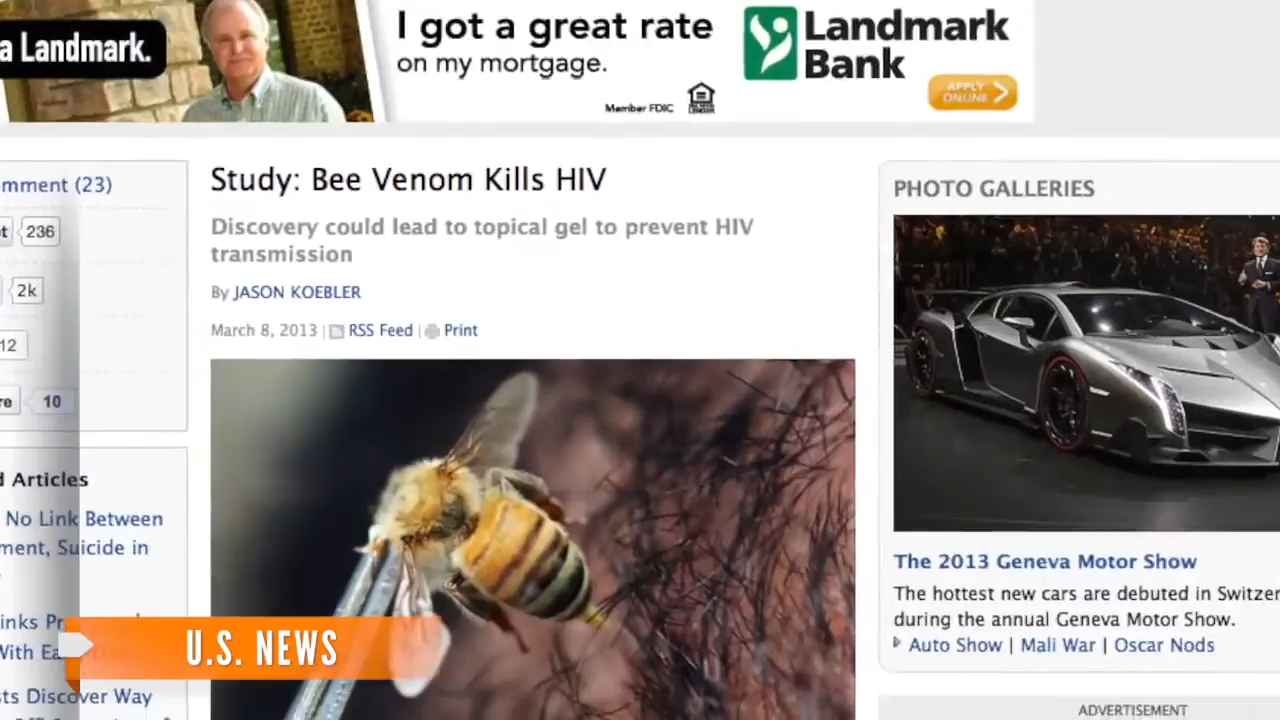 a Landmark.
I got a great rate
on my mortgage.
Member FDIC
Landmark
Bank
APPLY
ONLINE
omment (23)
236
2k
12
10
Study: Bee Venom Kills HIV
Discovery could lead to topical gel to prevent HIV
transmission
By JASON KOEBLER
March 8, 2013 | RSS Feed | Print
d Articles
No Link Between
ment, Suicide in
inks Pr
With Ea
sts Discover Way
U.S. NEWS
PHOTO GALLERIES
The 2013 Geneva Motor Show
The hottest new cars are debuted in Switzer
during the annual Geneva Motor Show.
Auto Show | Mali War | Oscar Nods
ADVERTISEMENT